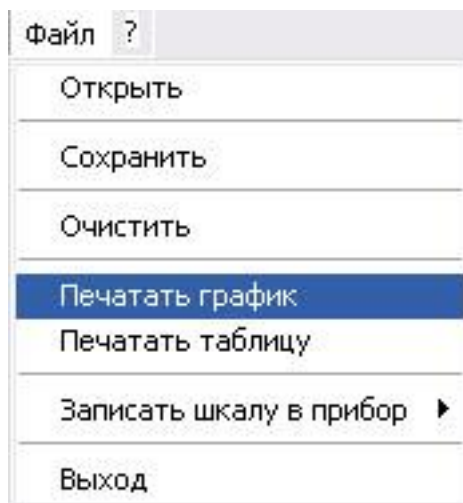 Файл ?
Открыть
Сохранить
Очистить
Печатать график
Печатать таблицу
Записать шкалу в прибор
Выход